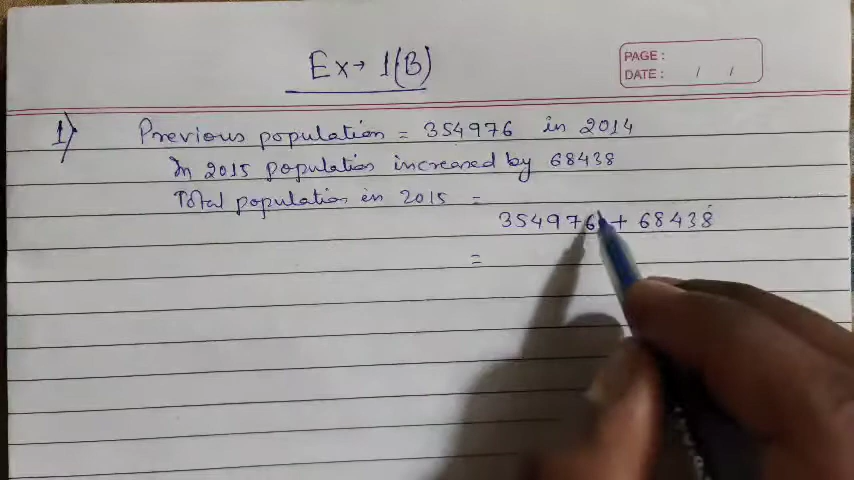 Ex→ 1(B)
PAGE :
DATE : / /
1) Previous population = 354976 in 2014
In 2015 population increased by 68438
Total population in 2015 =
354976 + 68438
=